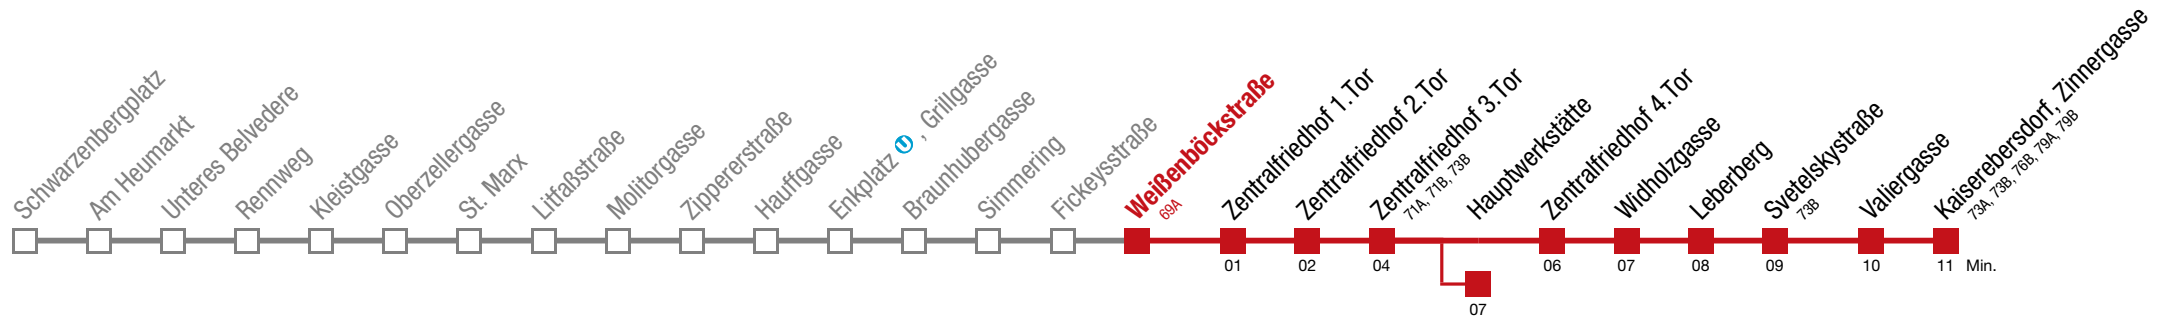 Schwarzenbergplatz
Am Heumarkt
Unteres Belvedere
Rennweg
Kleistgasse
Oberzellergasse
St. Marx
Litfaßstraße
Molitorgasse
Zippererstraße
Hauffgasse
Enkplatz U , Grillgasse
Braunhubergasse
Simmering
Fickeysstraße
Weißenböckstraße
69A
Zentralfriedhof 1.Tor
Zentralfriedhof 2.Tor
Zentralfriedhof 3.Tor
71A, 71B, 73B
Hauptwerkstätte
Zentralfriedhof 4.Tor
Widholzgasse
Leberberg
Svetelskystraße
73B
Valiergasse
Kaiserebersdorf, Zinnergasse
73A, 73B, 76B, 79A, 79B
01 02 04 06 07 08 09 10 11 Min.
07